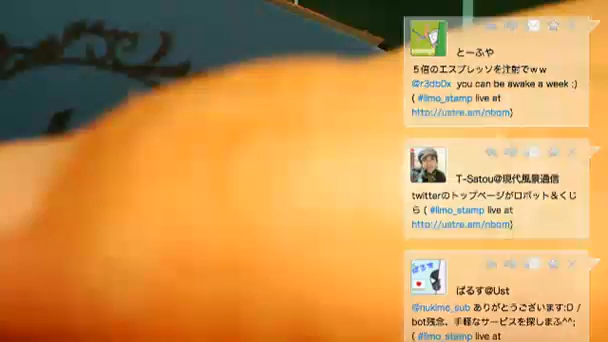 とーふや
５倍のエスプレッソを注射でｗｗ
@r3db0x you can be awake a week :)
( #limo_stamp live at
http://ustre.am/nbqm)
T-Satou@現代風景通信
twitterのトップページがロボット＆くじ
ら ( #limo_stamp live at
http://ustre.am/nbqm)
ぱるす@Ust
@nukimo_sub ありがとうございます:D /
bot残念、手軽なサービスを探しまふ^^;
( #limo_stamp live at